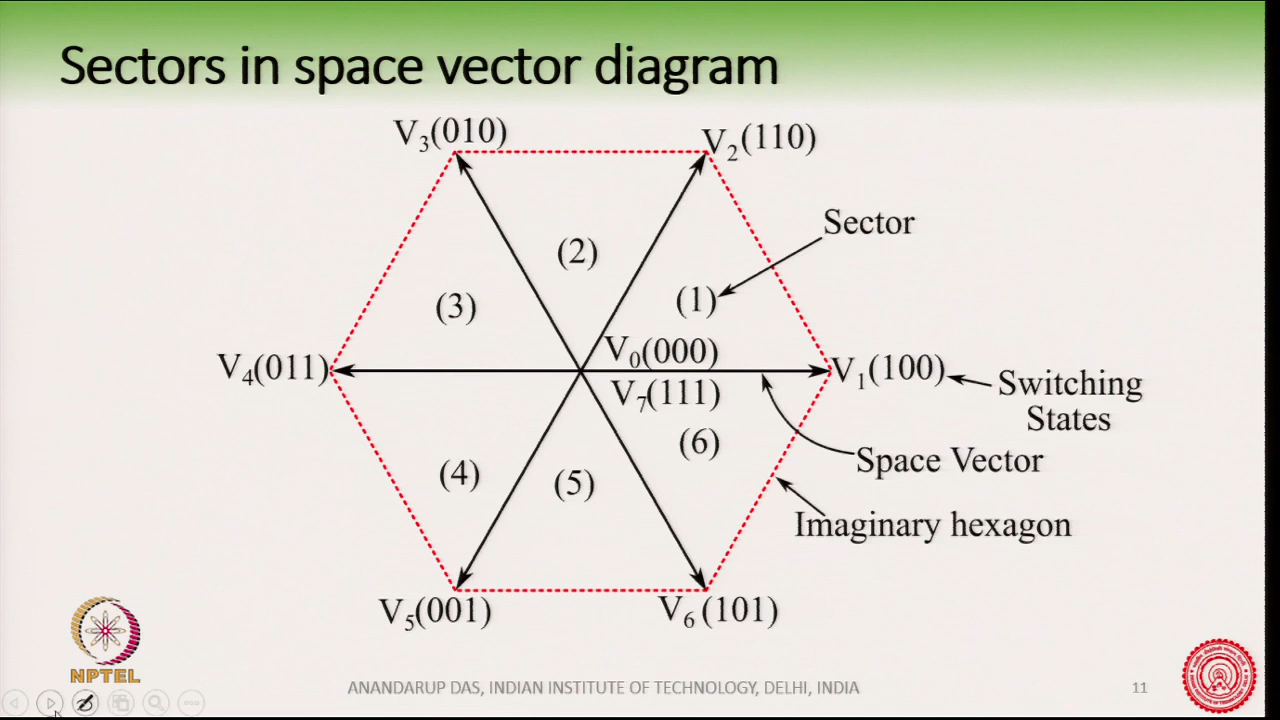 Sectors in space vector diagram
V₃(010)
V₂(110)
Sector
(2)
(3)
(1)
V₀(000)
V₄(011)
V₁(100)
Switching
States
V₇(111)
(6)
Space Vector
(4)
(5)
Imaginary hexagon
V₅(001)
V₆(101)
NPTEL
ANANDARUP DAS, INDIAN INSTITUTE OF TECHNOLOGY, DELHI, INDIA
11